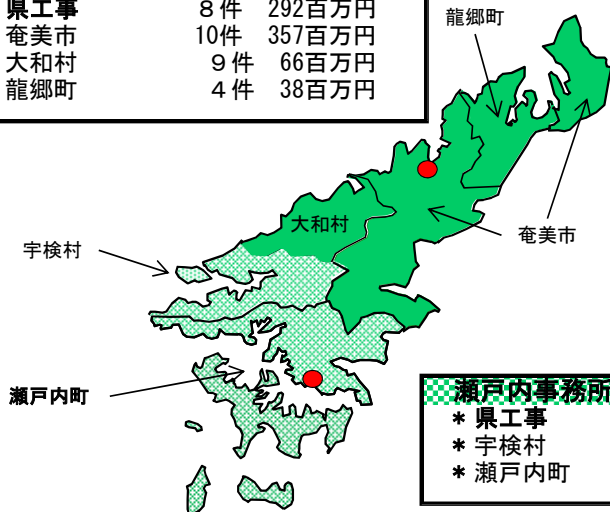 県工事 8件 292百万円
奄美市 10件 357百万円
大和村 9件 66百万円
龍郷町 4件 38百万円
龍郷町
大和村
奄美市
宇検村
瀬戸内町
瀬戸内事務所
* 県工事
* 宇検村
* 瀬戸内町